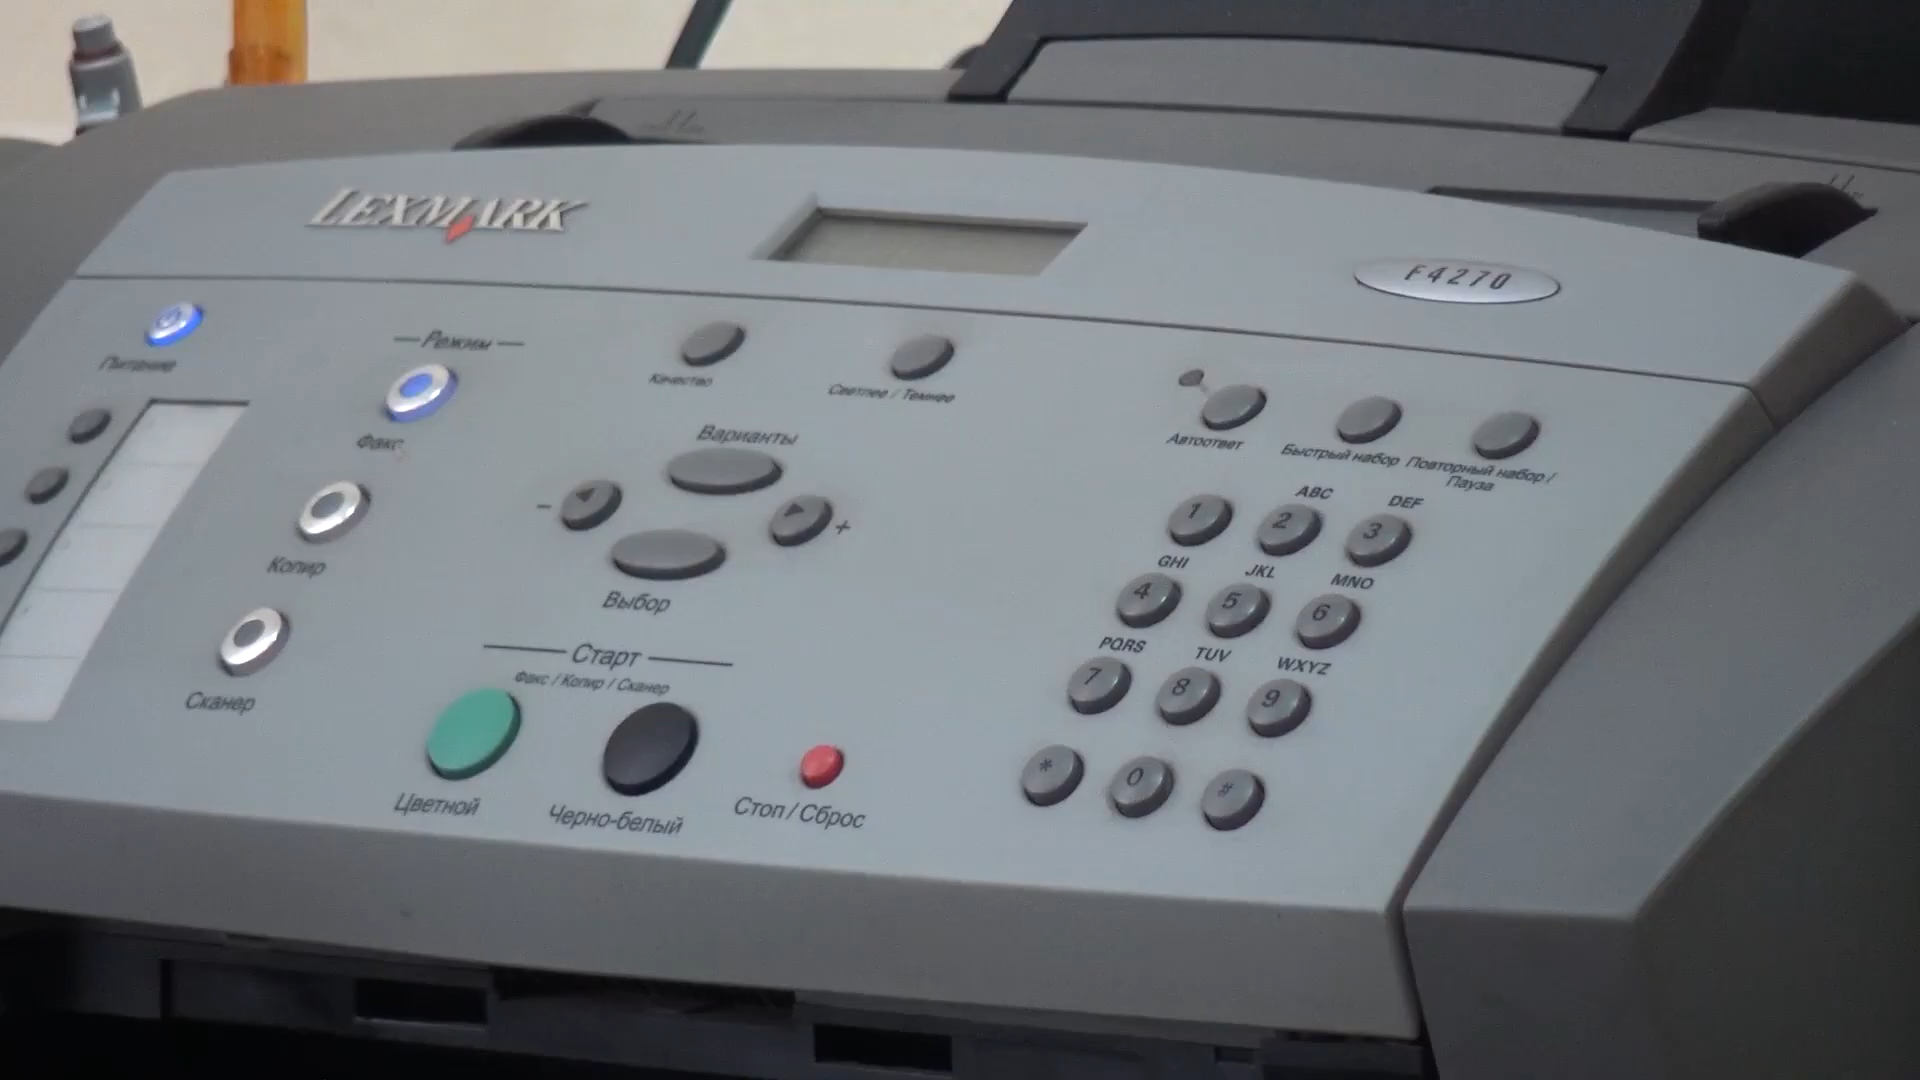 LEXMARK
F4270
Питание
Режим
Факс
Копир
Сканер
Качество
Светлее / Темнее
Варианты
- +
Выбор
Старт
Факс / Копир / Сканер
Цветной
Черно-белый
Стоп / Сброс
Автоответ
Быстрый набор
Повторный набор /
Пауза
ABC DEF
1 2 3
GHI JKL MNO
4 5 6
PQRS TUV WXYZ
7 8 9
* 0 #